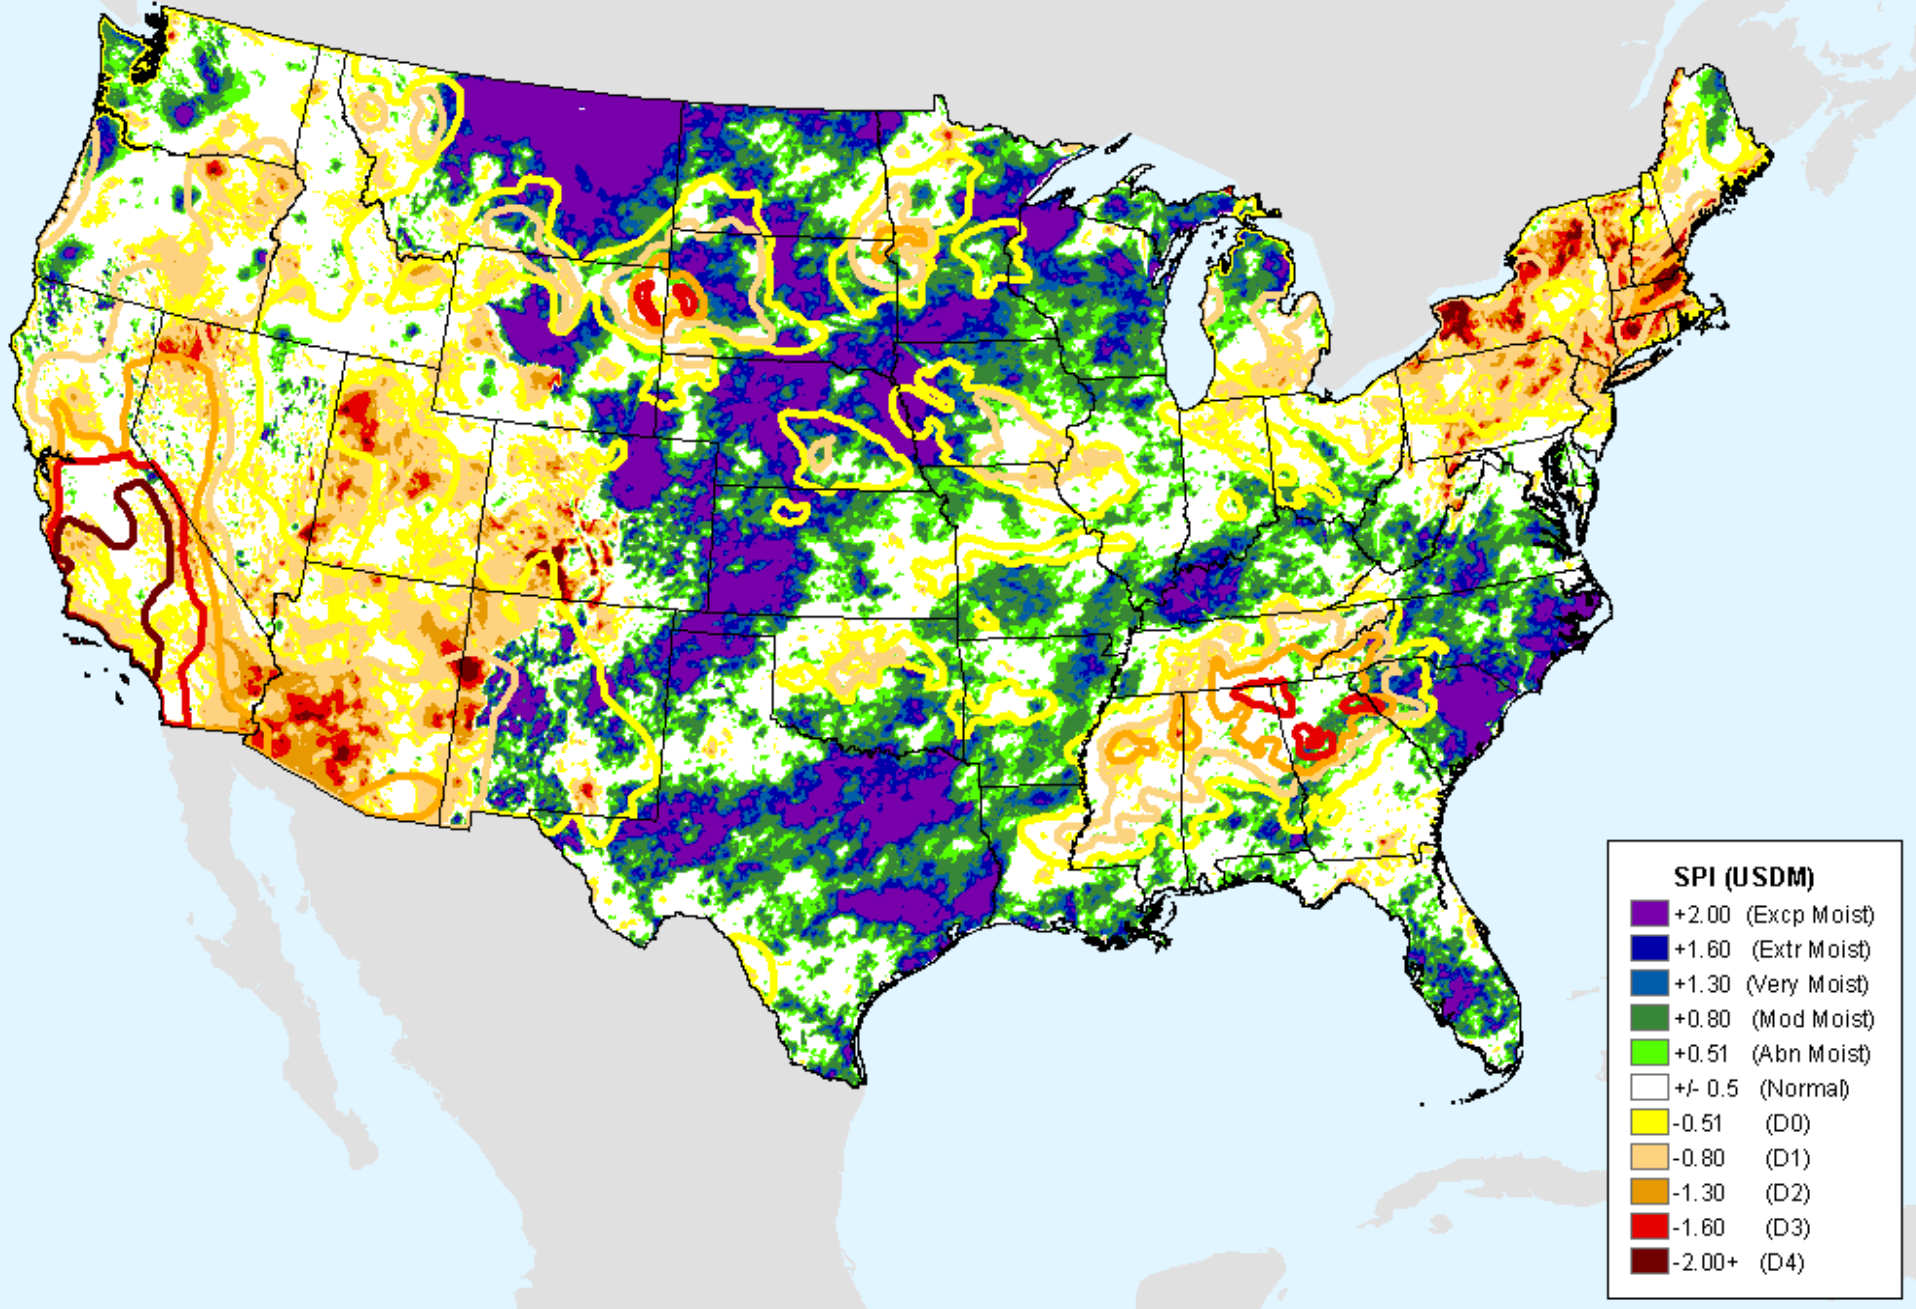 SPI (USDM)
+2.00 (Excp Moist)
+1.60 (Extr Moist)
+1.30 (Very Moist)
+0.80 (Mod Moist)
+0.51 (Abn Moist)
+/- 0.5 (Normal)
-0.51 (D0)
-0.80 (D1)
-1.30 (D2)
-1.60 (D3)
-2.00+ (D4)